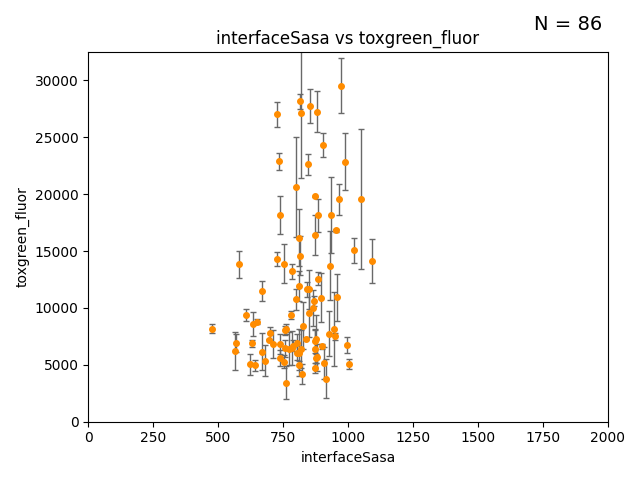 N = 86
interfaceSasa vs toxgreen_fluor
toxgreen_fluor
30000
25000
20000
15000
10000
5000
0
0 250 500 750 1000 1250 1500 1750 2000
interfaceSasa